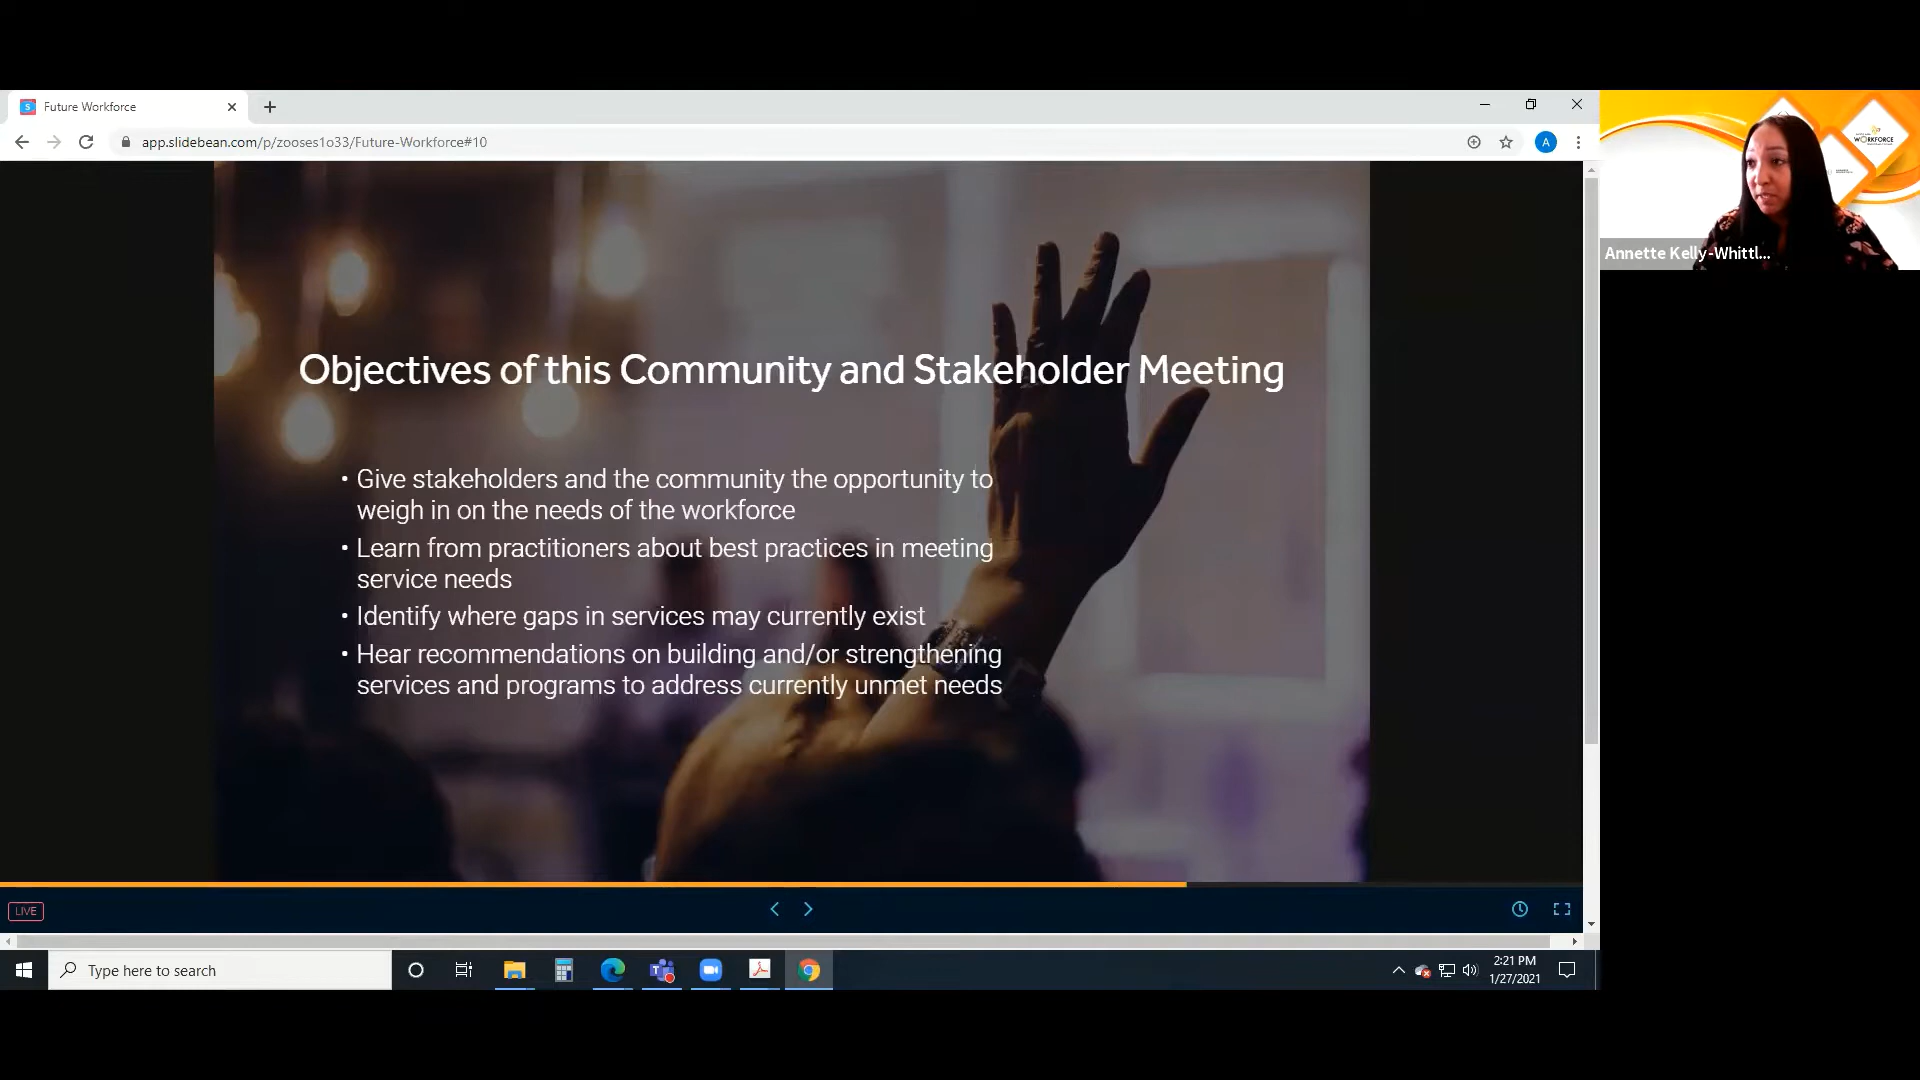 Future Workforce
app.slidebean.com/p/zooses1o33/Future-Workforce#10
A
WORKFORCE
Annette Kelly-Whittl...
Objectives of this Community and Stakeholder Meeting
• Give stakeholders and the community the opportunity to
weigh in on the needs of the workforce
• Learn from practitioners about best practices in meeting
service needs
• Identify where gaps in services may currently exist
• Hear recommendations on building and/or strengthening
services and programs to address currently unmet needs
LIVE
Type here to search
2:21 PM
1/27/2021